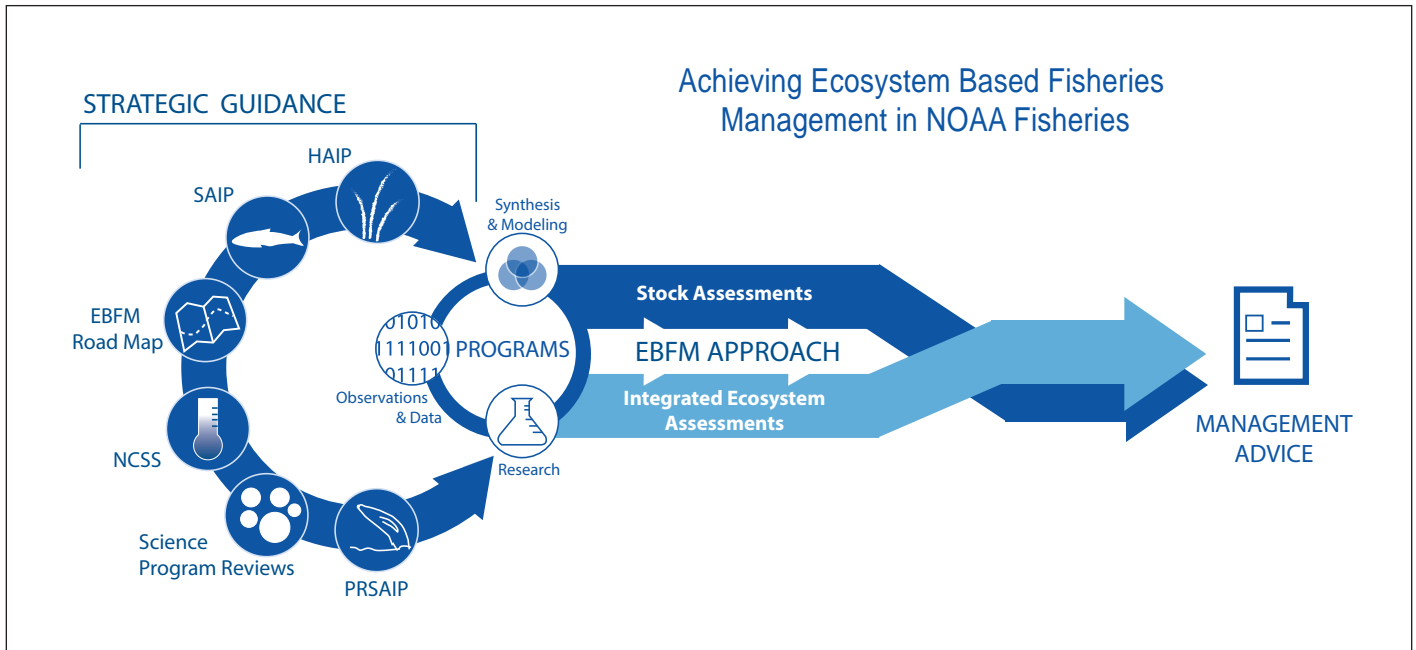 Achieving Ecosystem Based Fisheries
Management in NOAA Fisheries
STRATEGIC GUIDANCE
HAIP
SAIP
EBFM
Road Map
NCSS
Science
Program Reviews
PRSAIP
Synthesis
& Modeling
01010
1111001
01111
PROGRAMS
Observations
& Data
Research
Stock Assessments
EBFM APPROACH
Integrated Ecosystem
Assessments
MANAGEMENT
ADVICE